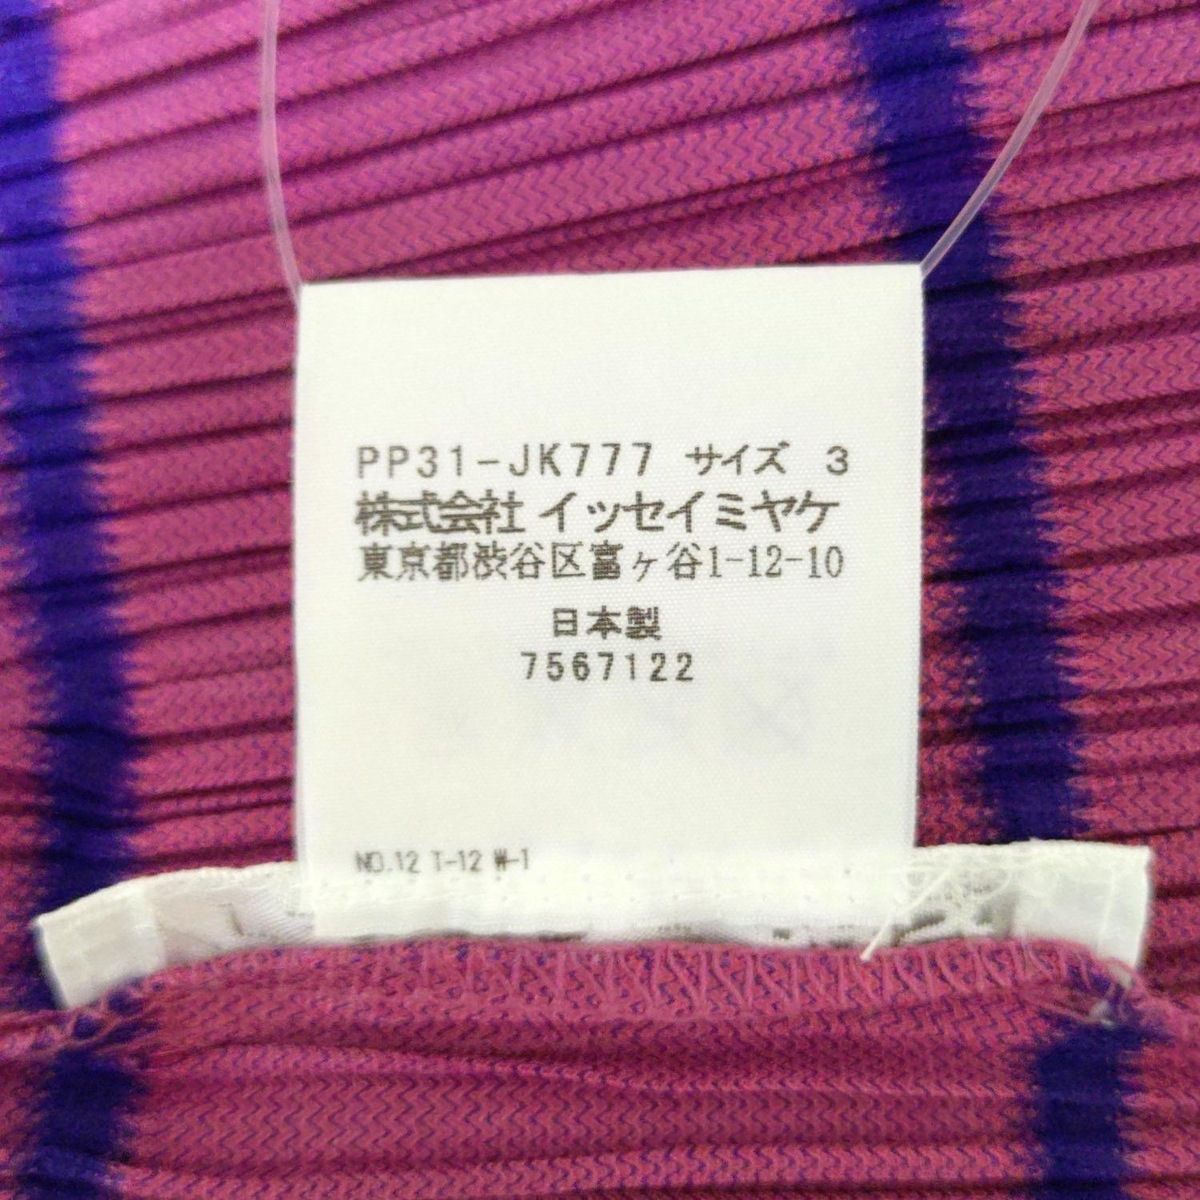 PP31-JK777 サイズ 3
株式会社 イッセイミヤケ
東京都渋谷区富ヶ谷1-12-10
日本製
7567122
NO.12 T-12 W-1